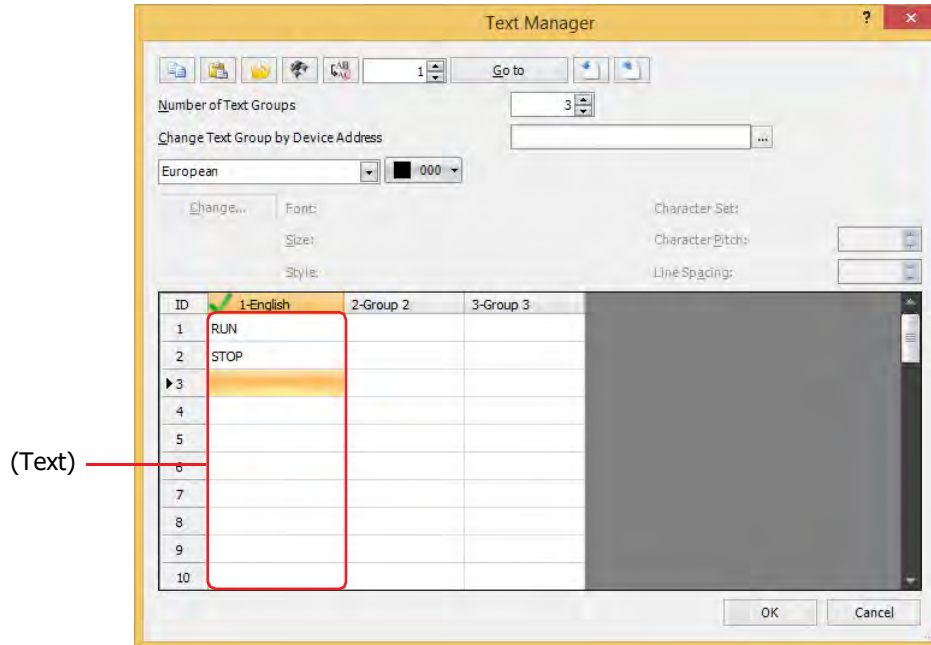 Text Manager
?
×
AB
AC
1
Go to
Number of Text Groups
3
Change Text Group by Device Address
...
European
000
Change...
Font:
Character Set:
Size:
Character Pitch:
Style:
Line Spacing:
ID
1-English
2-Group 2
3-Group 3
1
RUN
2
STOP
3
4
5
(Text)
6
7
8
9
10
OK
Cancel